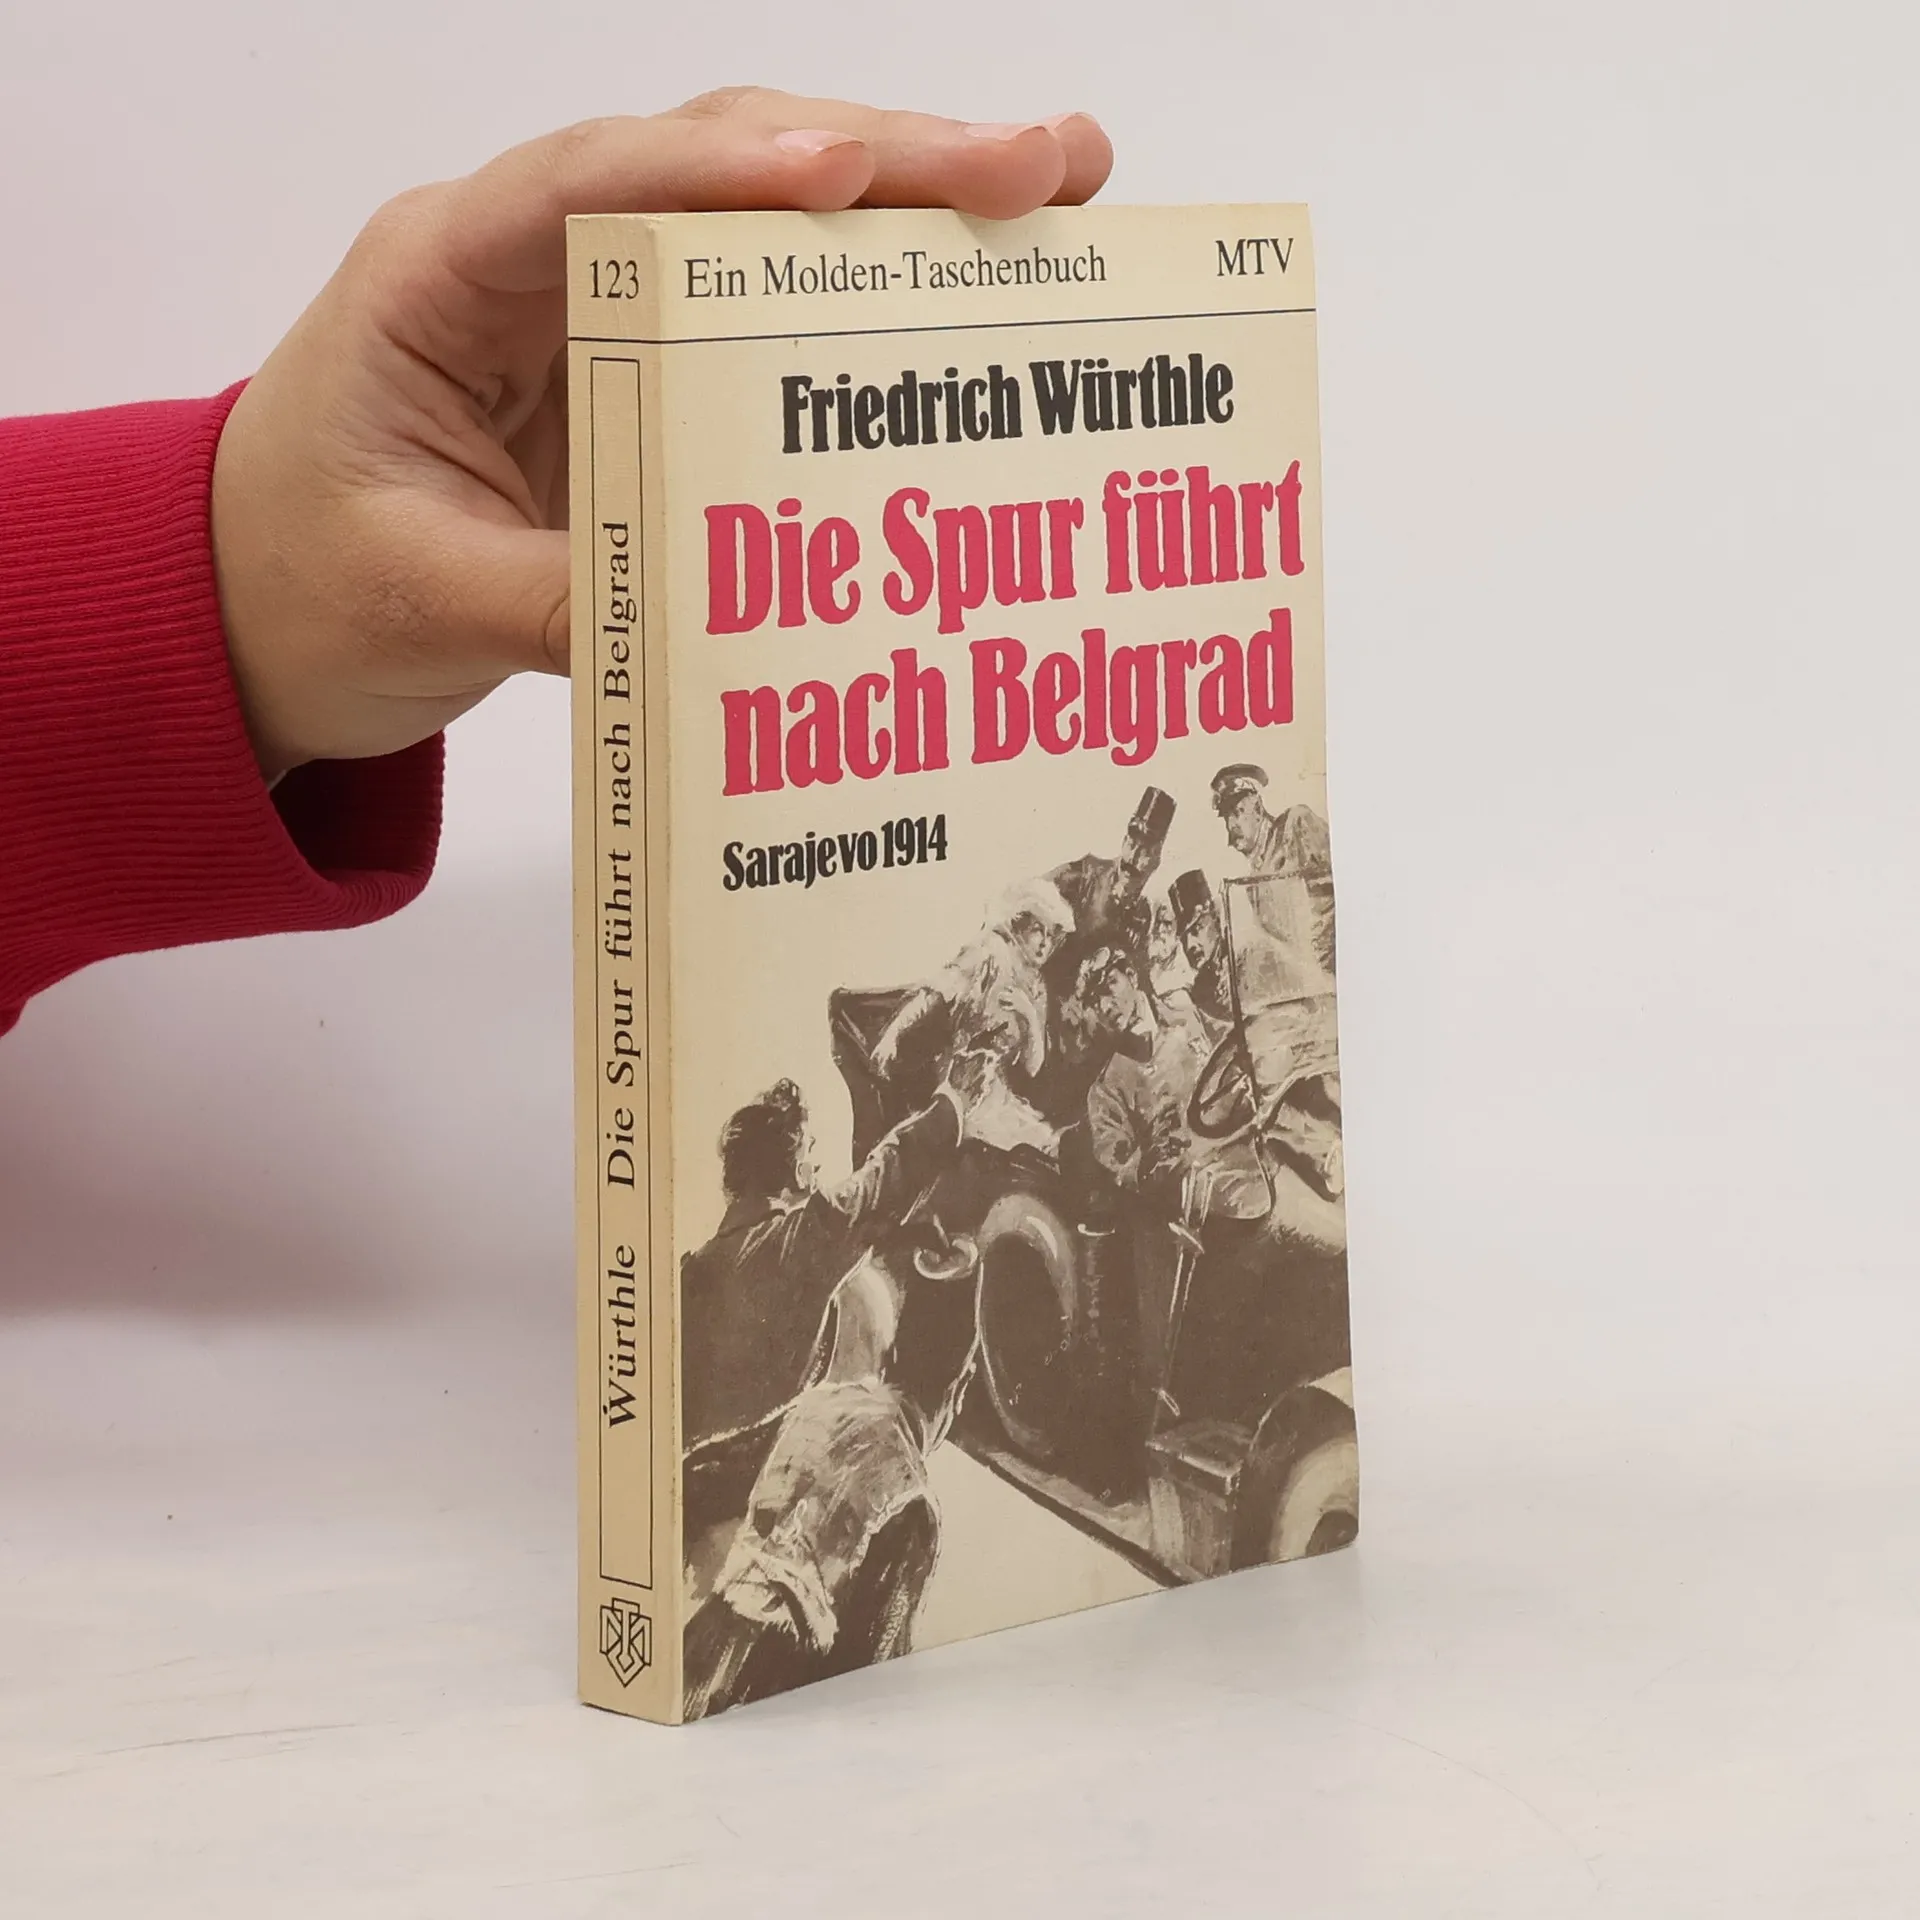 123
Ein Molden-Taschenbuch MTV
Friedrich Würthle
Die Spur führt
nach Belgrad
Sarajevo 1914
Würthle Die Spur führt nach Belgrad